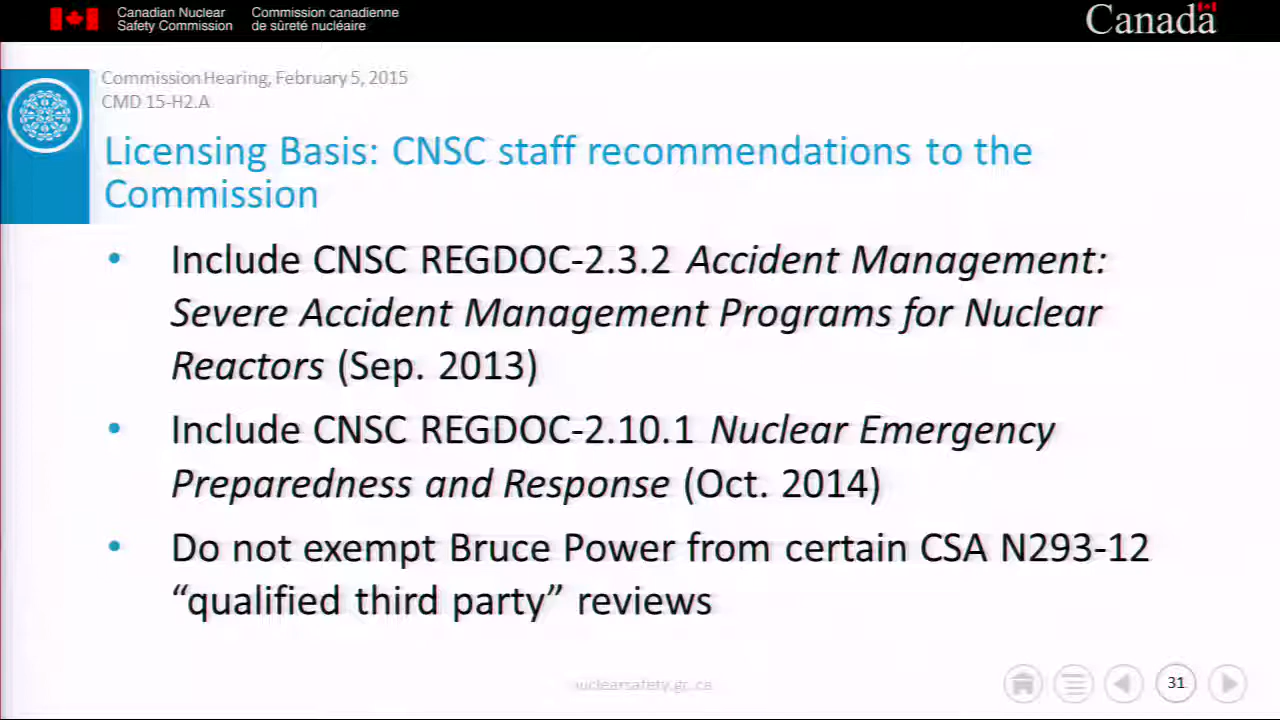 Canadian Nuclear Safety Commission
Commission canadienne de sûreté nucléaire
Canada
Commission Hearing, February 5, 2015
CMD 15-H2.A
Licensing Basis: CNSC staff recommendations to the
Commission
• Include CNSC REGDOC-2.3.2 Accident Management:
Severe Accident Management Programs for Nuclear
Reactors (Sep. 2013)
• Include CNSC REGDOC-2.10.1 Nuclear Emergency
Preparedness and Response (Oct. 2014)
• Do not exempt Bruce Power from certain CSA N293-12
“qualified third party” reviews
nuclearsafety.gc.ca
31